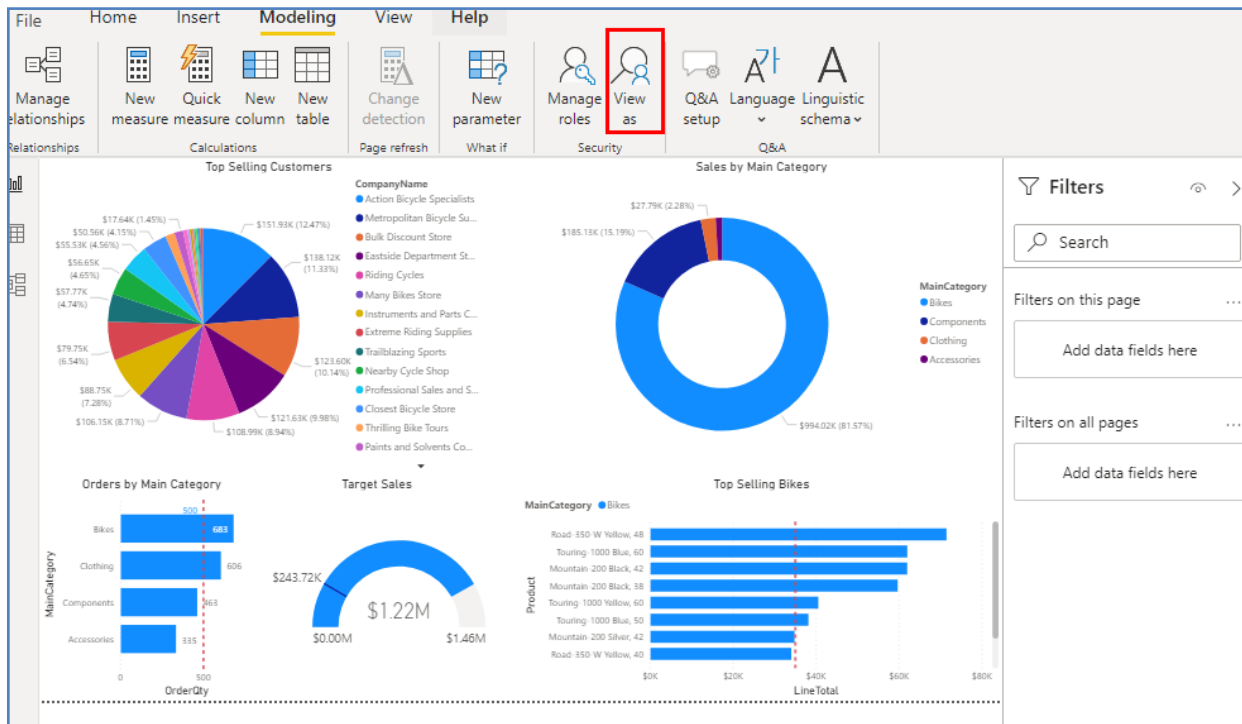 File Home Insert Modeling View Help
Manage
elationships
New
measure
Quick
measure
New
column
New
table
Change
detection
New
parameter
Manage
roles
View
as
Q&A
setup
A가
Language
A
Linguistic
schema
Relationships Calculations Page refresh What if Security Q&A
Top Selling Customers
$17.64K (1.45%)
$50.56K (4.15%)
$55.53K (4.56%)
$56.65K
(4.65%)
$57.77K
(4.74%)
$79.75K
(6.54%)
$88.75K
(7.28%)
$106.15K (8.71%)
$108.99K (8.94%)
$121.63K (9.98%)
$123.60K
(10.14%)
$138.12K
(11.33%)
$151.93K (12.47%)
CompanyName
Action Bicycle Specialists
Metropolitan Bicycle Su...
Bulk Discount Store
Eastside Department St...
Riding Cycles
Many Bikes Store
Instruments and Parts C...
Extreme Riding Supplies
Trailblazing Sports
Nearby Cycle Shop
Professional Sales and S...
Closest Bicycle Store
Thrilling Bike Tours
Paints and Solvents Co...
Sales by Main Category
$27.79K (2.28%)
$185.13K (15.19%)
$994.02K (81.57%)
MainCategory
Bikes
Components
Clothing
Accessories
Filters
Search
Filters on this page ...
Add data fields here
Filters on all pages ...
Add data fields here
Orders by Main Category
MainCategory
500
Bikes 683
Clothing 606
Components 463
Accessories 335
0 500
OrderQty
Target Sales
$243.72K
$1.22M
$0.00M $1.46M
Top Selling Bikes
MainCategory Bikes
Product
Road-350-W Yellow, 48
Touring-1000 Blue, 60
Mountain-200 Black, 42
Mountain-200 Black, 38
Touring-1000 Yellow, 60
Touring-1000 Blue, 50
Mountain-200 Silver, 42
Road-350-W Yellow, 40
$0K $20K $40K $60K $80K
LineTotal